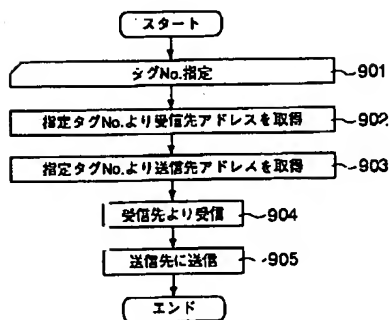 スタート
タグNo.指定 901
指定タグNo.より受信先アドレスを取得 902
指定タグNo.より送信先アドレスを取得 903
受信先より受信 904
送信先に送信 905
エンド